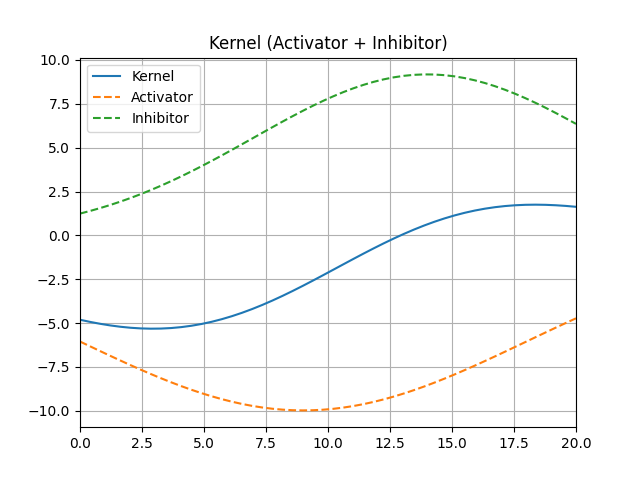 Kernel (Activator + Inhibitor)
10.0
7.5
5.0
2.5
0.0
−2.5
−5.0
−7.5
−10.0
Kernel
Activator
Inhibitor
0.0 2.5 5.0 7.5 10.0 12.5 15.0 17.5 20.0